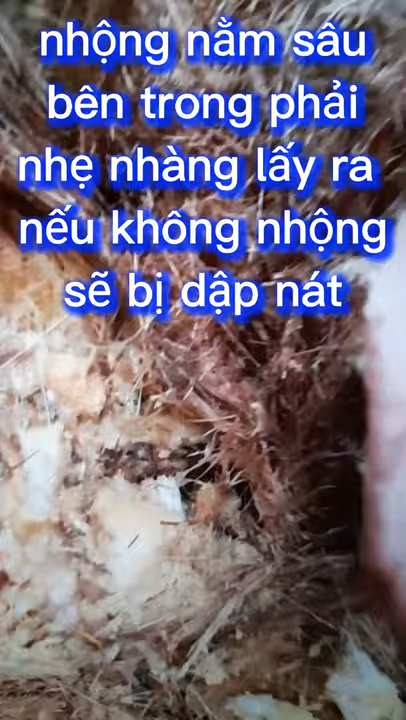 nhộng nằm sâu
bên trong phải
nhẹ nhàng lấy ra
nếu không nhộng
sẽ bị dập nát